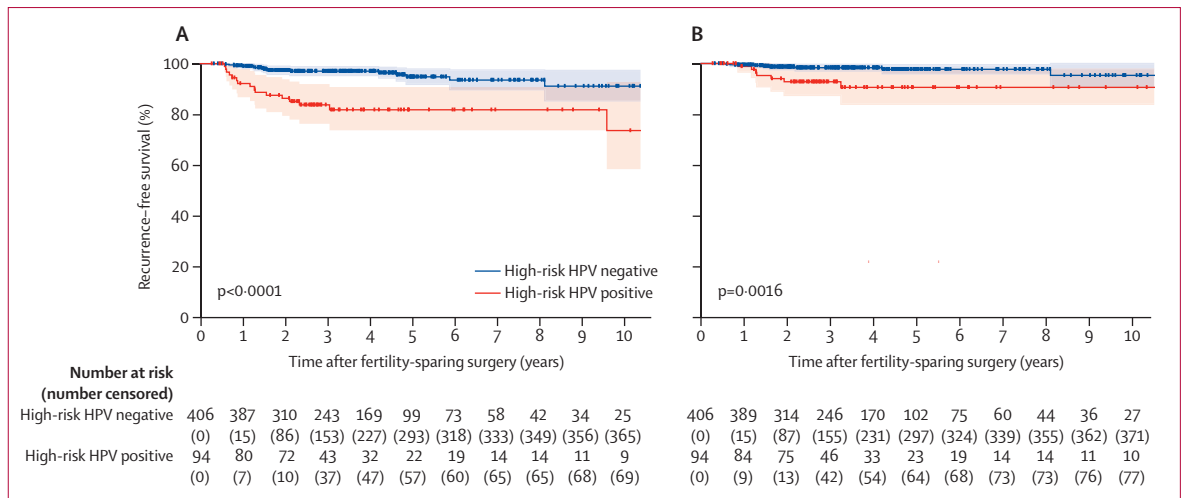 A
B
Recurrence-free survival (%)
100
80
60
40
20
0
p<0·0001
High-risk HPV negative
High-risk HPV positive
p=0·0016
0 1 2 3 4 5 6 7 8 9 10
0 1 2 3 4 5 6 7 8 9 10
Time after fertility-sparing surgery (years)
Time after fertility-sparing surgery (years)
Number at risk
(number censored)
High-risk HPV negative 406 387 310 243 169 99 73 58 42 34 25 406 389 314 246 170 102 75 60 44 36 27
(0) (15) (86) (153) (227) (293) (318) (333) (349) (356) (365) (0) (15) (87) (155) (231) (297) (324) (339) (355) (362) (371)
High-risk HPV positive 94 80 72 43 32 22 19 14 14 11 9 94 84 75 46 33 23 19 14 14 11 10
(0) (7) (10) (37) (47) (57) (60) (65) (65) (68) (69) (0) (9) (13) (42) (54) (64) (68) (73) (73) (76) (77)